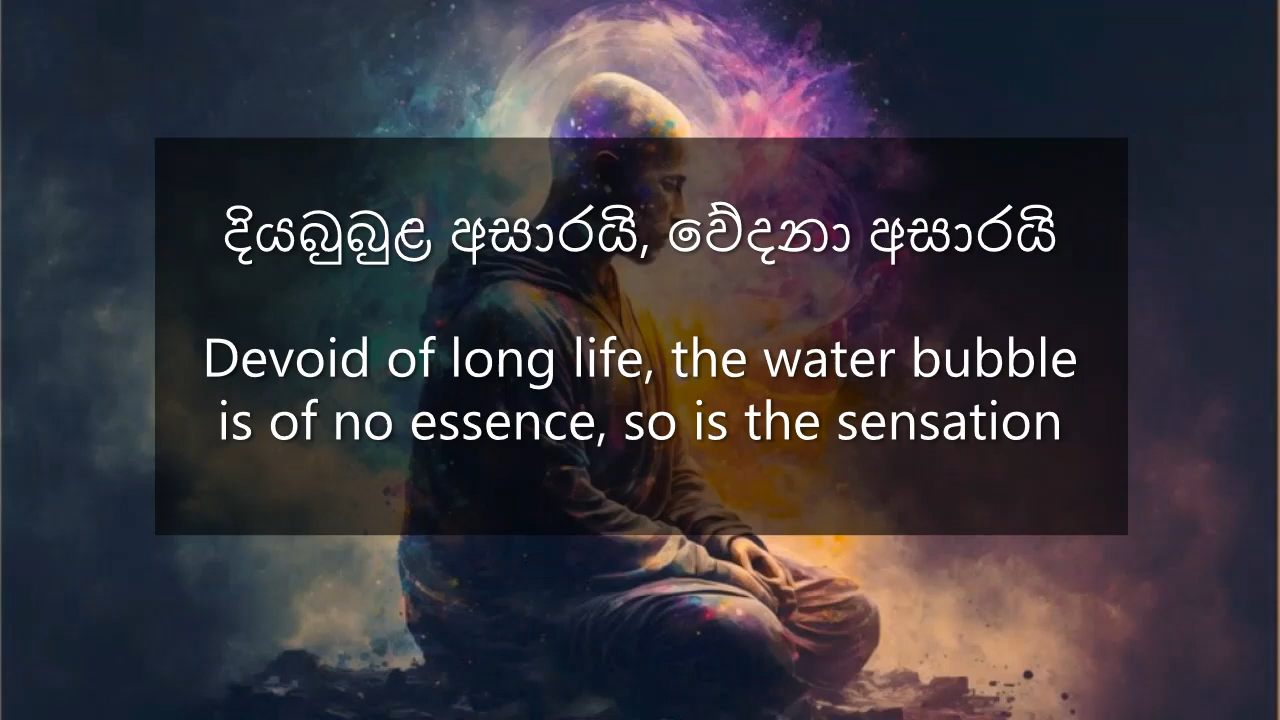 දියබුබුළ අසාරයි, වේදනා අසාරයි
Devoid of long life, the water bubble
is of no essence, so is the sensation